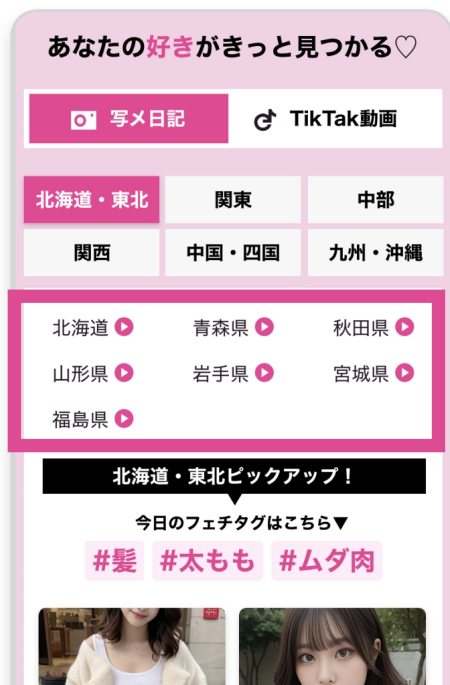 あなたの好きがきっと見つかる♡
写メ日記 TikTak動画
北海道・東北 関東 中部
関西 中国・四国 九州・沖縄
北海道 青森県 秋田県
山形県 岩手県 宮城県
福島県
北海道・東北ピックアップ！
今日のフェチタグはこちら▼
#髪 #太もも #ムダ肉